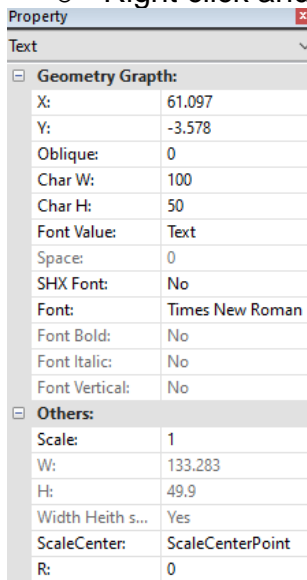 Right click and
Property
Text
Geometry Grapth:
X: 61.097
Y: -3.578
Oblique: 0
Char W: 100
Char H: 50
Font Value: Text
Space: 0
SHX Font: No
Font: Times New Roman
Font Bold: No
Font Italic: No
Font Vertical: No
Others:
Scale: 1
W: 133.283
H: 49.9
Width Heith s... Yes
ScaleCenter: ScaleCenterPoint
R: 0